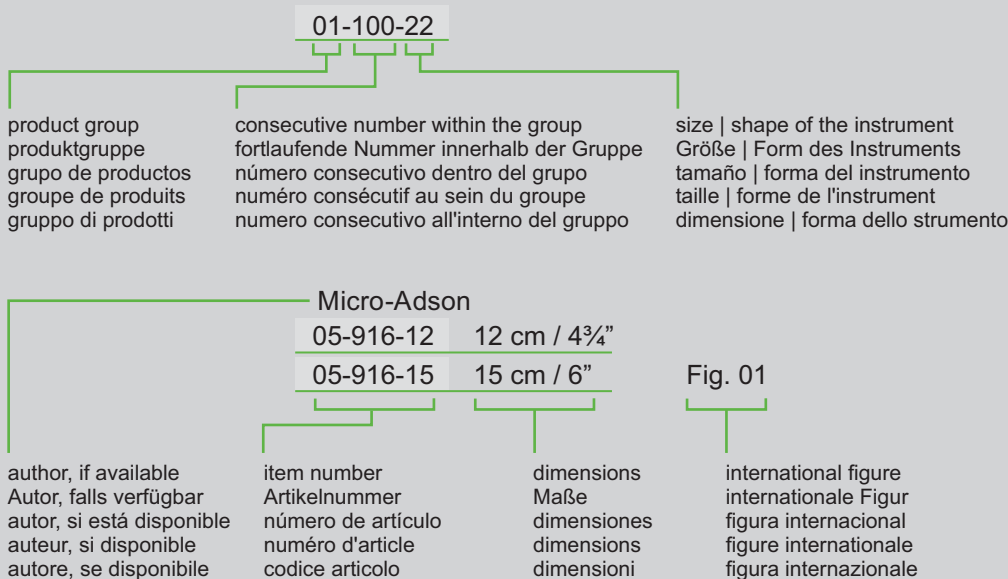 01-100-22
product group
produktgruppe
grupo de productos
groupe de produits
gruppo di prodotti
consecutive number within the group
fortlaufende Nummer innerhalb der Gruppe
número consecutivo dentro del grupo
numéro consécutif au sein du groupe
numero consecutivo all'interno del gruppo
size | shape of the instrument
Größe | Form des Instruments
tamaño | forma del instrumento
taille | forme de l'instrument
dimensione | forma dello strumento
Micro-Adson
05-916-12 12 cm / 4¾”
05-916-15 15 cm / 6” Fig. 01
author, if available
Autor, falls verfügbar
autor, si está disponible
auteur, si disponible
autore, se disponibile
item number
Artikelnummer
número de artículo
numéro d'article
codice articolo
dimensions
Maße
dimensiones
dimensions
dimensioni
international figure
internationale Figur
figura internacional
figure internationale
figura internazionale